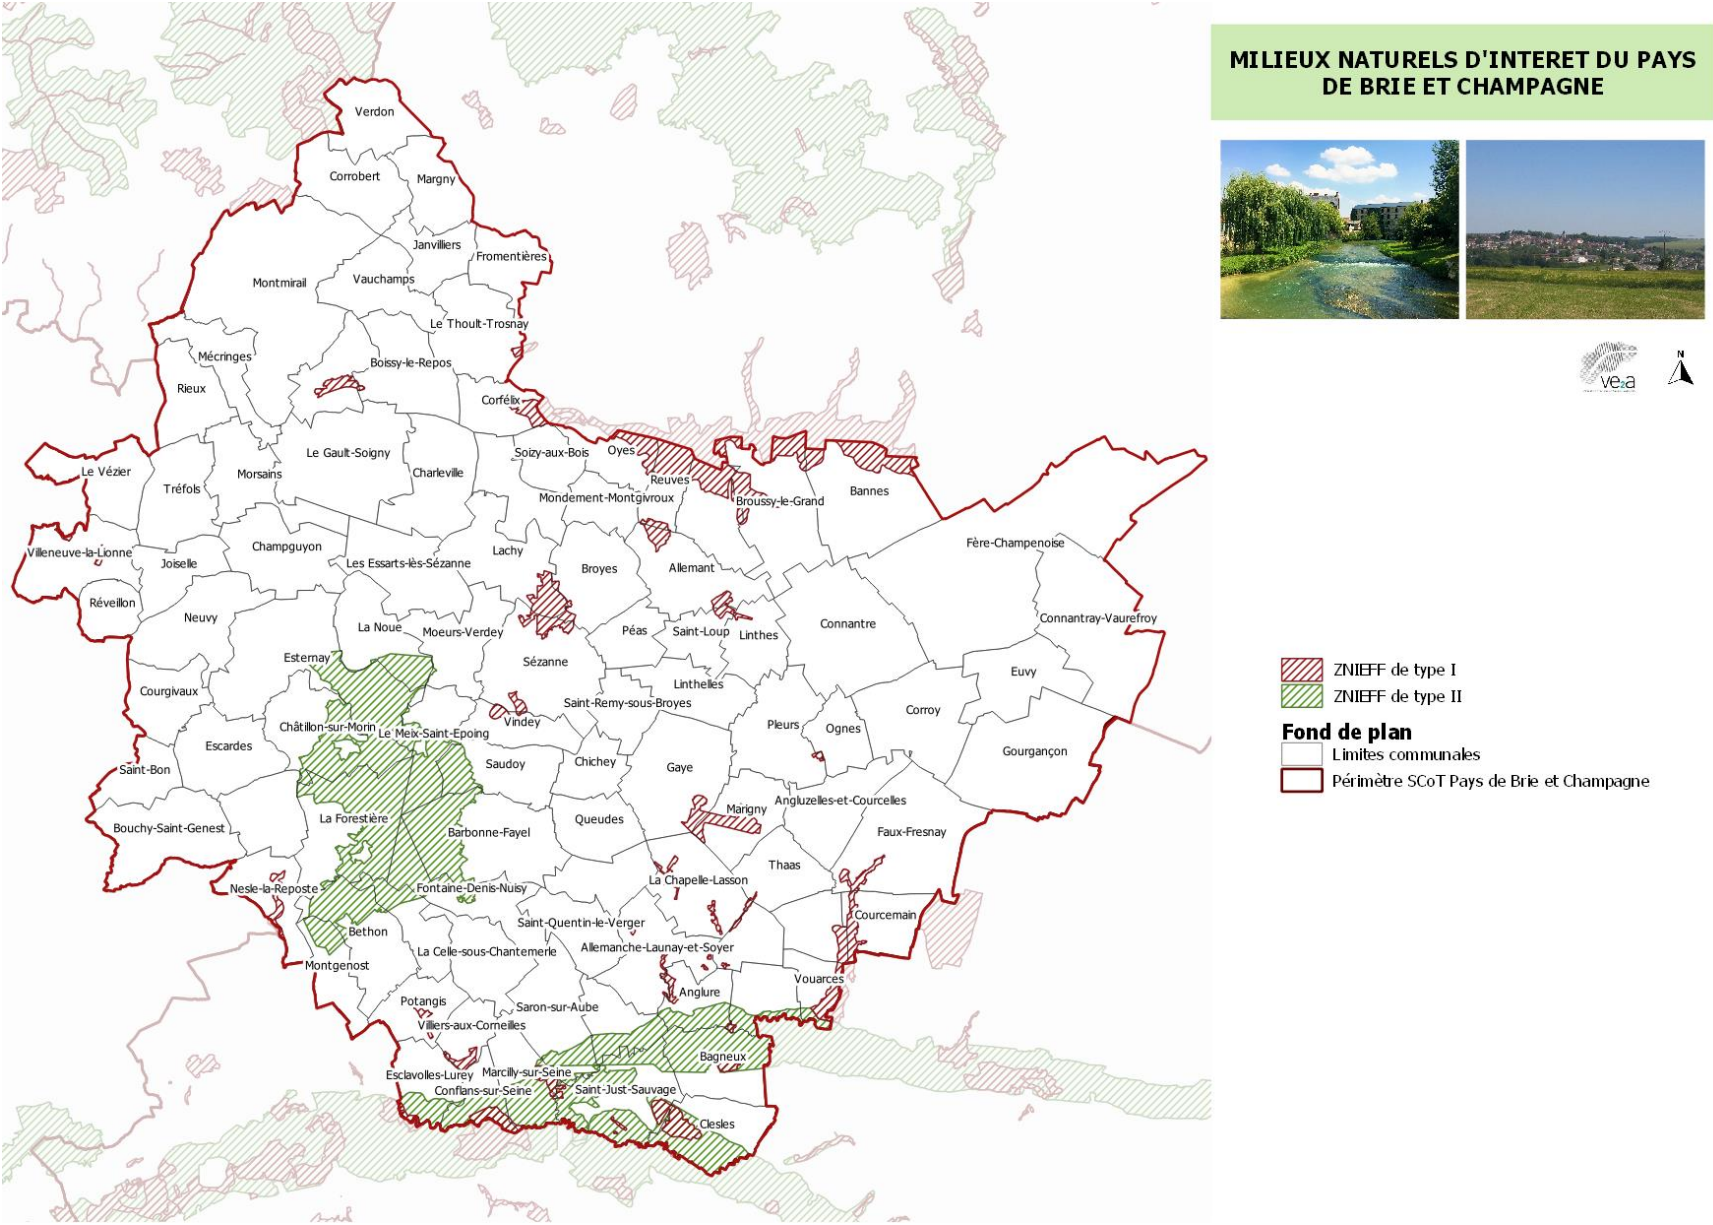 MILIEUX NATURELS D'INTERET DU PAYS
DE BRIE ET CHAMPAGNE
ve2a
N
Verdon
Corrobert
Margny
Janvilliers
Fromentières
Vauchamps
Montmirail
Le Thoult-Trosnay
Mécringes
Boissy-le-Repos
Rieux
Corfélix
Le Gault-Soigny
Soizy-aux-Bois
Oyes
Le Vézier
Morsains
Charleville
Reuves
Tréfols
Mondement-Montgivroux
Broussy-le-Grand
Bannes
Fère-Champenoise
Villeneuve-la-Lionne
Champguyon
Lachy
Joiselle
Les Essarts-lès-Sézanne
Broyes
Allemant
Réveillon
Neuvy
La Noue
Moeurs-Verdey
Péas
Saint-Loup
Linthes
Connantre
Connantray-Vaurefroy
Esternay
Sézanne
Euvy
Courgivaux
Linthelles
Saint-Remy-sous-Broyes
Corroy
Châtillon-sur-Morin
Le Meix-Saint-Epoing
Vindey
Pleurs
Ognes
Escardes
Gourgançon
Saint-Bon
Saudoy
Chichey
Gaye
Angluzelles-et-Courcelles
Marigny
La Forestière
Queudes
Bouchy-Saint-Genest
Barbonne-Fayel
Faux-Fresnay
Thaas
Nesle-la-Reposte
Fontaine-Denis-Nuisy
La Chapelle-Lasson
Courcemain
Bethon
Saint-Quentin-le-Verger
La Celle-sous-Chantemerle
Allemanche-Launay-et-Soyer
Montgenost
Vouarces
Anglure
Potangis
Saron-sur-Aube
Villiers-aux-Corneilles
Bagneux
Esclavolles-Lurey
Marcilly-sur-Seine
Conflans-sur-Seine
Saint-Just-Sauvage
Clesles
ZNIEFF de type I
ZNIEFF de type II
Fond de plan
Limites communales
Périmètre SCoT Pays de Brie et Champagne